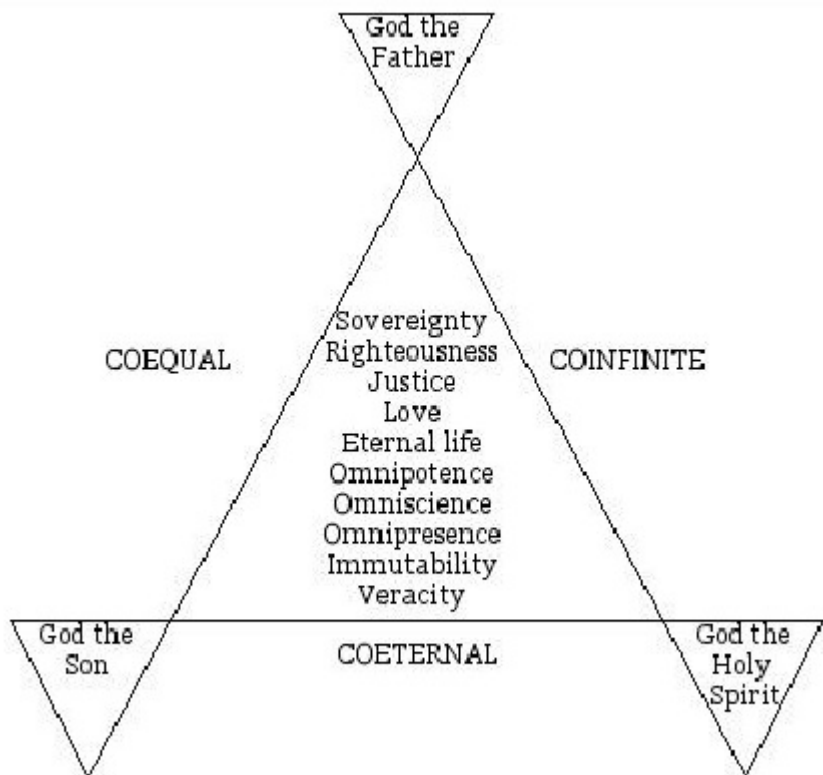 God the
Father
COEQUAL
COINFINITE
Sovereignty
Righteousness
Justice
Love
Eternal life
Omnipotence
Omniscience
Omnipresence
Immutability
Veracity
God the
Son
COETERNAL
God the
Holy
Spirit